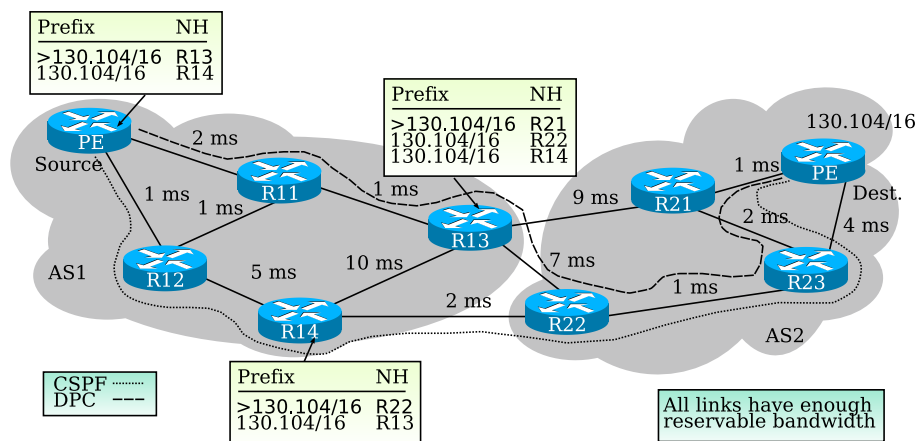 Prefix NH
>130.104/16 R13
130.104/16 R14
Prefix NH
>130.104/16 R21
130.104/16 R22
130.104/16 R14
130.104/16
PE
Source
2 ms
1 ms
PE
Dest.
1 ms
1 ms
R11
1 ms
9 ms
R21
2 ms
4 ms
R13
AS1
R12
5 ms
10 ms
7 ms
R23
2 ms
1 ms
R14
R22
AS2
Prefix NH
>130.104/16 R22
130.104/16 R13
CSPF
DPC
All links have enough
reservable bandwidth